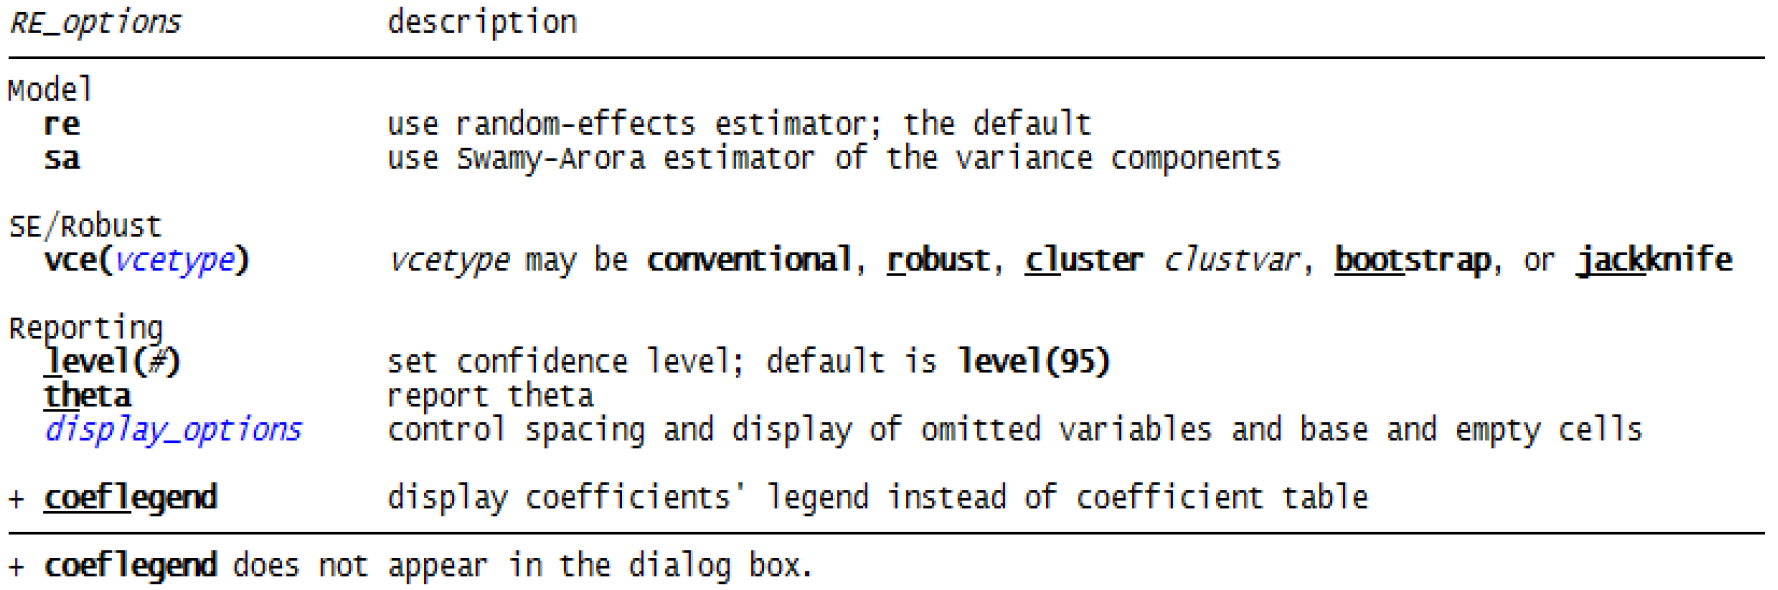 RE_options description
Model
re use random-effects estimator; the default
sa use Swamy-Arora estimator of the variance components
SE/Robust
vce(vcetype) vcetype may be conventional, robust, cluster clustvar, bootstrap, or jackknife
Reporting
level(#) set confidence level; default is level(95)
theta report theta
display_options control spacing and display of omitted variables and base and empty cells
+ coeflegend display coefficients' legend instead of coefficient table
+ coeflegend does not appear in the dialog box.